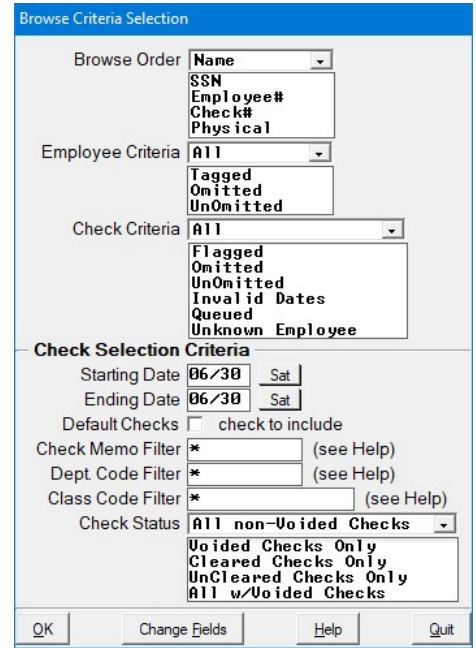 Browse Criteria Selection
Browse Order Name
SSN
Employee#
Check#
Physical
Employee Criteria All
Tagged
Omitted
UnOmitted
Check Criteria All
Flagged
Omitted
UnOmitted
Invalid Dates
Queued
Unknown Employee
Check Selection Criteria
Starting Date 06/30 Sat
Ending Date 06/30 Sat
Default Checks check to include
Check Memo Filter * (see Help)
Dept. Code Filter * (see Help)
Class Code Filter * (see Help)
Check Status All non-Voided Checks
Voided Checks Only
Cleared Checks Only
UnCleared Checks Only
All w/Voided Checks
OK Change Fields Help Quit